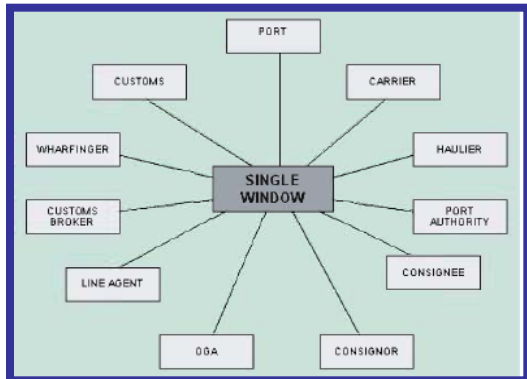 PORT
CUSTOMS
CARRIER
WHARFINGER
HAULIER
SINGLE
WINDOW
CUSTOMS
BROKER
PORT
AUTHORITY
CONSIGNEE
LINE AGENT
OGA
CONSIGNOR